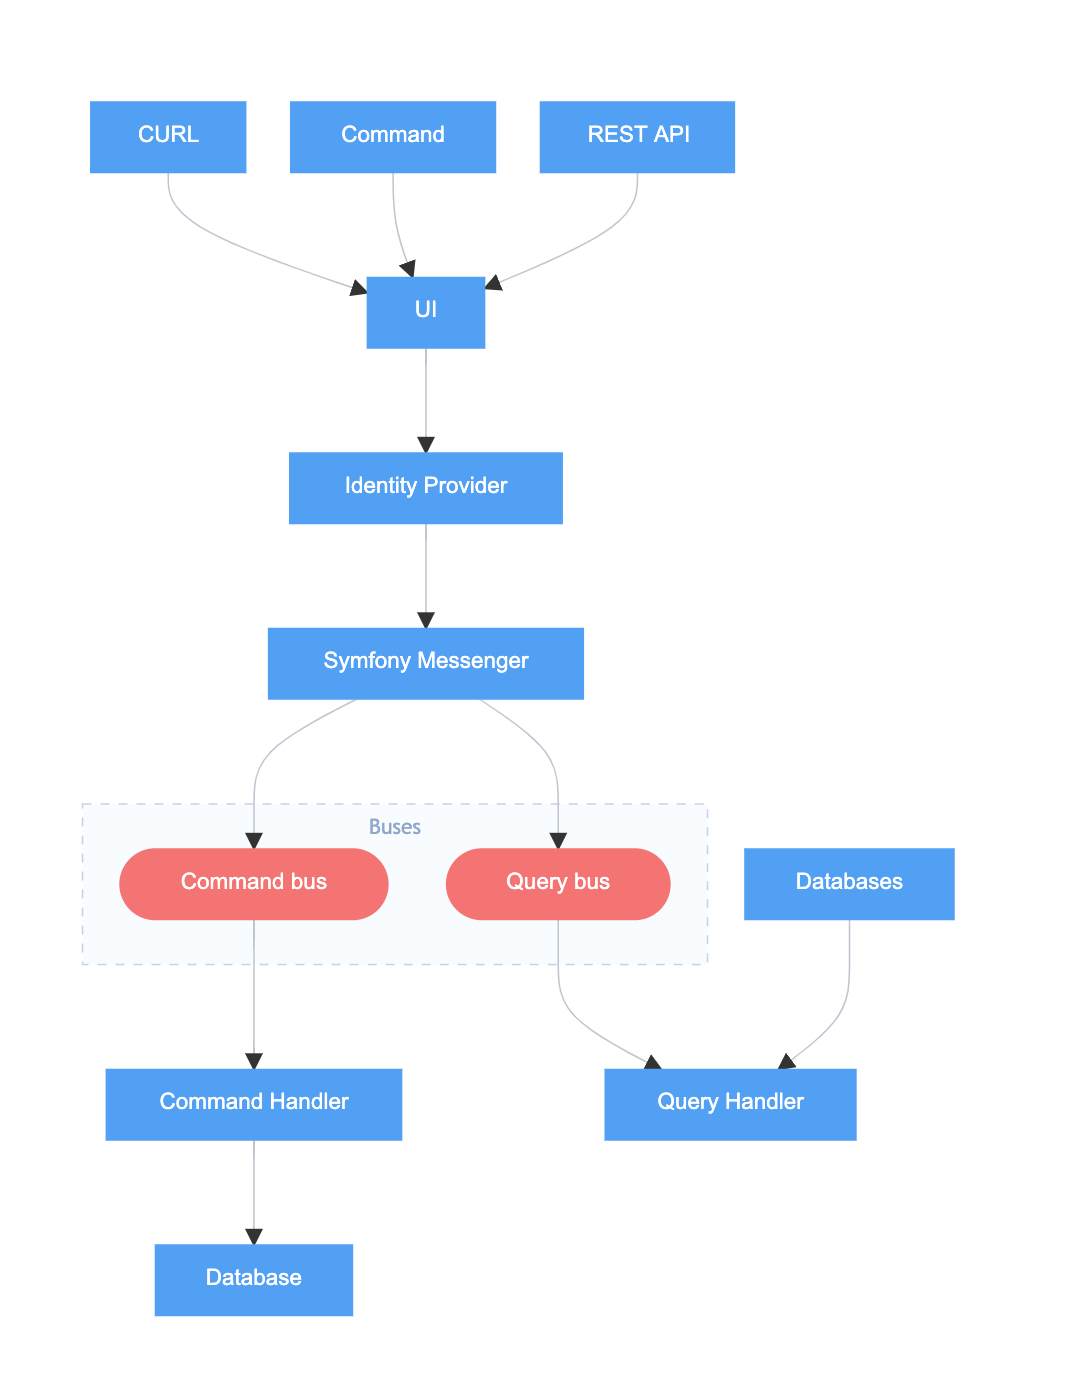 CURL
Command
REST API
UI
Identity Provider
Symfony Messenger
Buses
Command bus
Query bus
Databases
Command Handler
Query Handler
Database